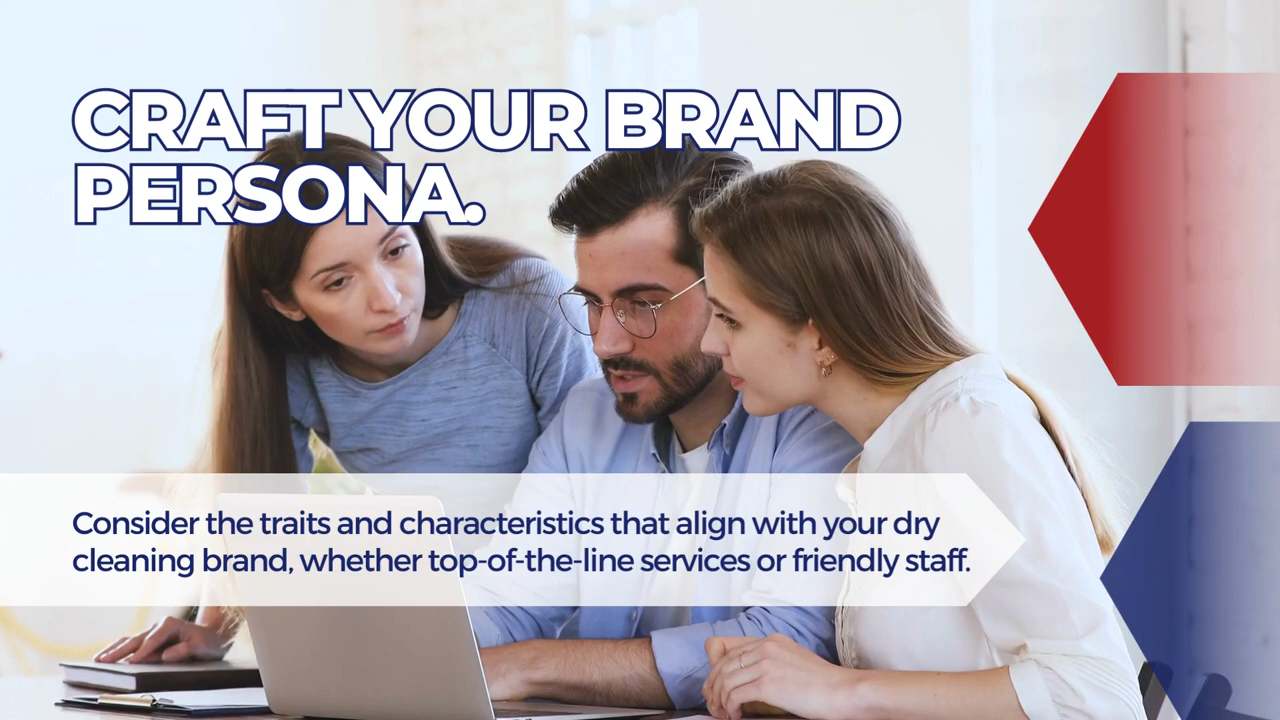 CRAFT YOUR BRAND
PERSONA.
Consider the traits and characteristics that align with your dry
cleaning brand, whether top-of-the-line services or friendly staff.